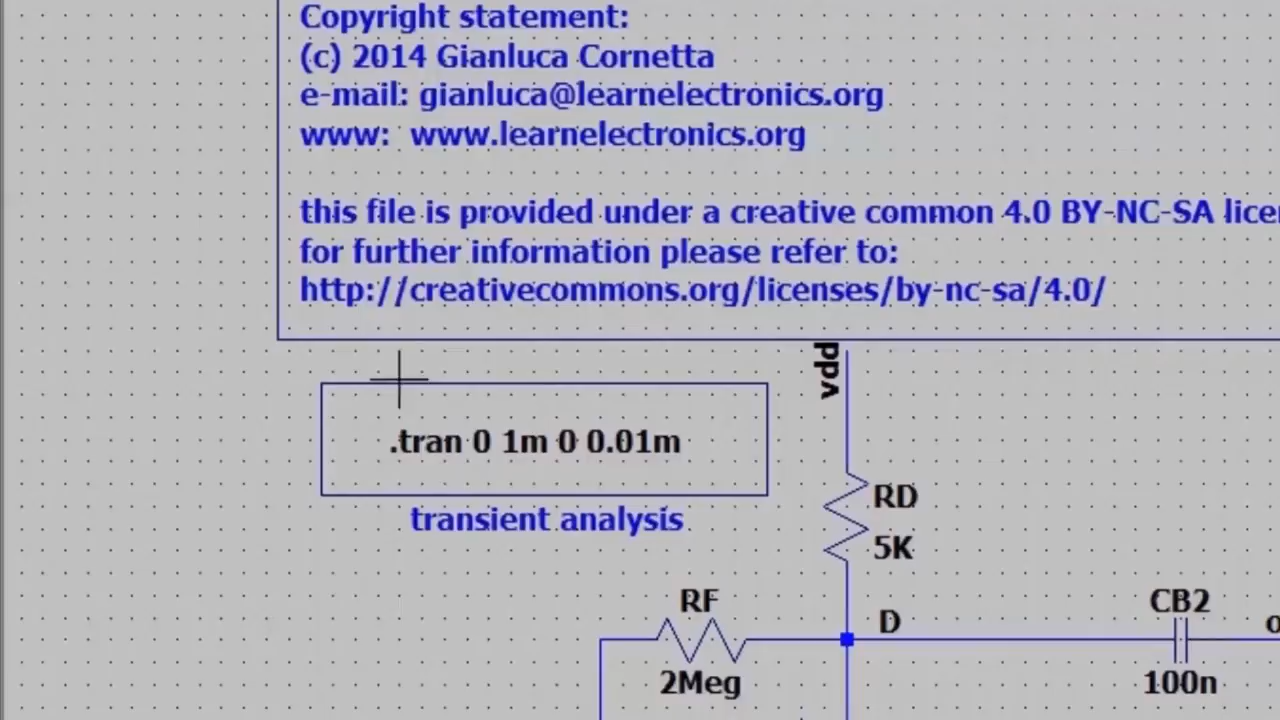 Copyright statement:
(c) 2014 Gianluca Cornetta
e-mail: gianluca@learnelectronics.org
www: www.learnelectronics.org
this file is provided under a creative common 4.0 BY-NC-SA
for further information please refer to:
http://creativecommons.org/licenses/by-nc-sa/4.0/
vdd
.tran 0 1m 0 0.01m
RD
transient analysis
5K
RF
CB2
D
2Meg
100n